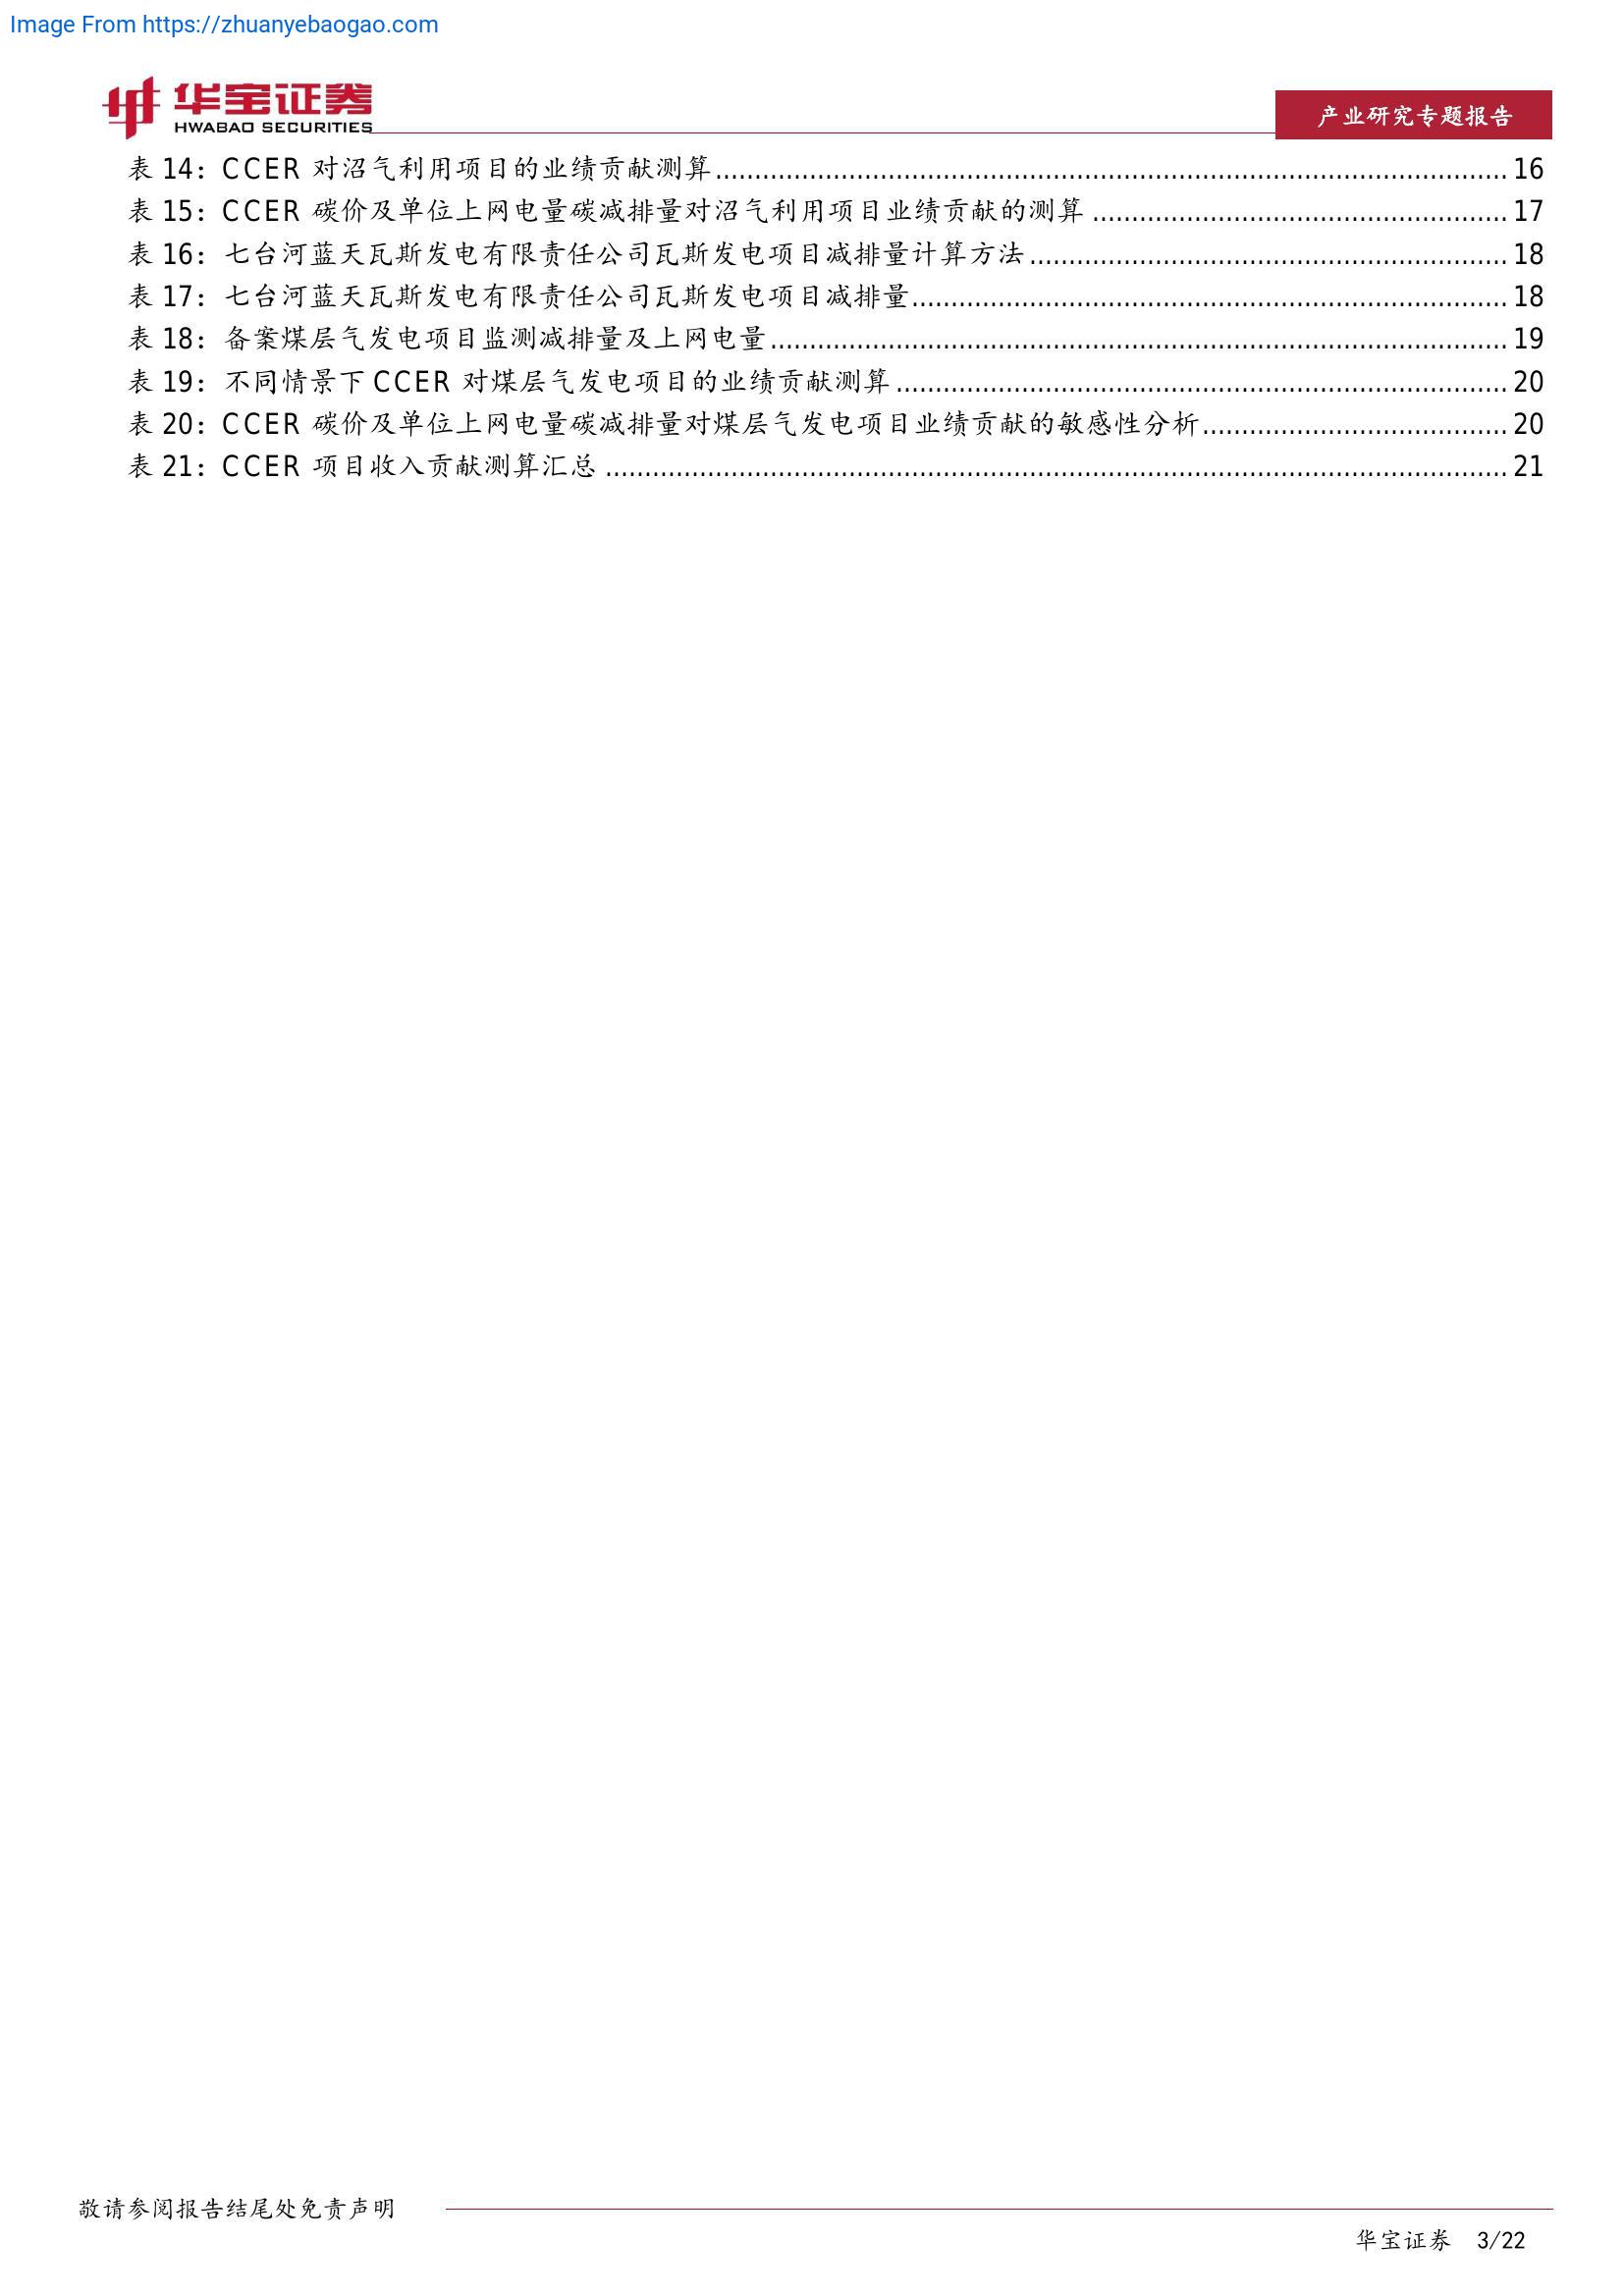 Image From https://zhuanyebaogao.com
华宝证券
HWABAO SECURITIES
产业研究专题报告
表 14: CCER 对沼气利用项目的业绩贡献测算 16
表 15: CCER 碳价及单位上网电量碳减排量对沼气利用项目业绩贡献的测算 17
表 16: 七台河蓝天瓦斯发电有限责任公司瓦斯发电项目减排量计算方法 18
表 17: 七台河蓝天瓦斯发电有限责任公司瓦斯发电项目减排量 18
表 18: 备案煤层气发电项目监测减排量及上网电量 19
表 19: 不同情景下 CCER 对煤层气发电项目的业绩贡献测算 20
表 20: CCER 碳价及单位上网电量碳减排量对煤层气发电项目业绩贡献的敏感性分析 20
表 21: CCER 项目收入贡献测算汇总 21
敬请参阅报告结尾处免责声明
华宝证券 3/22